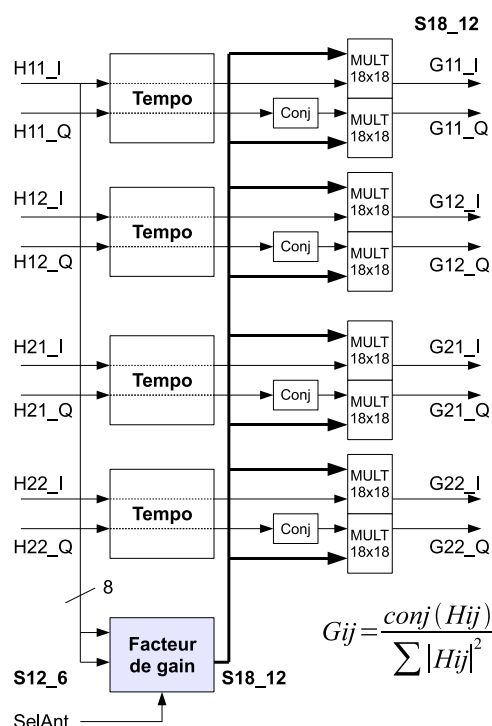 S18_12
H11_I
Tempo
MULT
18x18
G11_I
H11_Q
Conj
MULT
18x18
G11_Q
H12_I
Tempo
MULT
18x18
G12_I
H12_Q
Conj
MULT
18x18
G12_Q
H21_I
Tempo
MULT
18x18
G21_I
H21_Q
Conj
MULT
18x18
G21_Q
H22_I
Tempo
MULT
18x18
G22_I
H22_Q
Conj
MULT
18x18
G22_Q
8
Facteur
de gain
S12_6
S18_12
SelAnt
Gij = conj (Hij) / ∑ |Hij|²